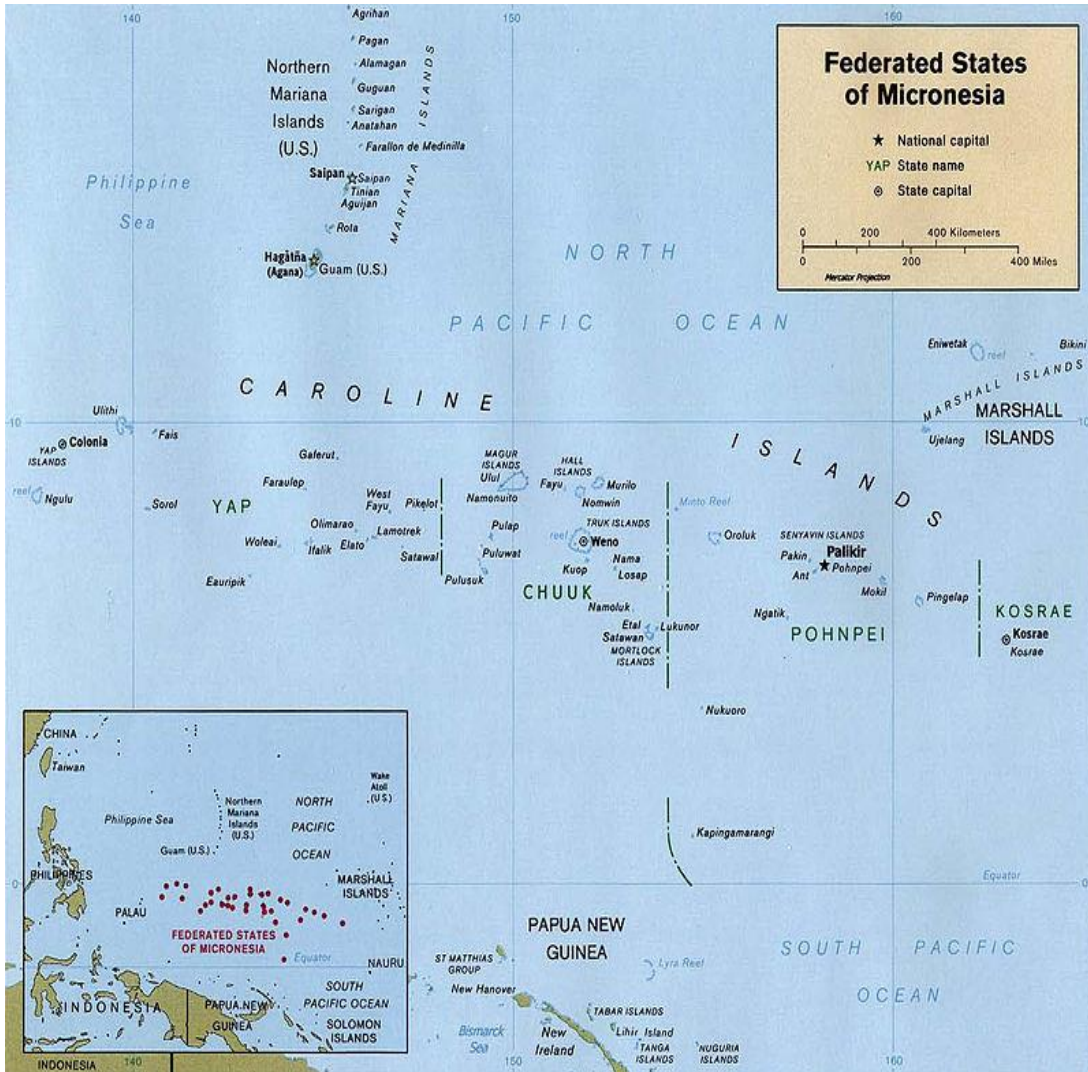 140
150
160
Agrihan
Pagan
Alamagan
Guguan
Sarigan
Anatahan
Farallon de Medinilla
Northern
Mariana
Islands
(U.S.)
MARIANA ISLANDS
Saipan
Saipan
Tinian
Aguijan
Rota
Hagåtña
(Agana)
Guam (U.S.)
Philippine
Sea
Federated States
of Micronesia
National capital
YAP State name
State capital
0 200 400 Kilometers
0 200 400 Miles
Mercator Projection
NORTH
PACIFIC OCEAN
Eniwetak
reef
Bikini
MARSHALL ISLANDS
MARSHALL
ISLANDS
Ujelang
CAROLINE
ISLANDS
10
10
Ulithi
Colonia
YAP
ISLANDS
Fais
reef
Ngulu
Sorol
YAP
Gaferut
Faraulep
West
Fayu
Pikelot
Olimarao
Lamotrek
Woleai
Ifalik
Elato
Satawal
Eauripik
MAGUR
ISLANDS
Ulul
Namonuito
Pulap
Puluwat
Pulusuk
HALL
ISLANDS
Fayu
Murilo
Nomwin
TRUK ISLANDS
reef
Weno
Kuop
Nama
Losap
CHUUK
Namoluk
Etal
Lukunor
Satawan
MORTLOCK
ISLANDS
Minto Reef
Oroluk
SENYAVIN ISLANDS
Pakin
Palikir
Pohnpei
Ant
Mokil
Ngatik
POHNPEI
Pingelap
KOSRAE
Kosrae
Kosrae
Nukuoro
Kapingamarangi
0
Equator
0
PAPUA NEW
GUINEA
SOUTH PACIFIC
OCEAN
ST MATTHIAS
GROUP
Lyra Reef
New Hanover
TABAR ISLANDS
Bismarck
Sea
New
Ireland
Lihir Island
TANGA
ISLANDS
NUGURIA
ISLANDS
CHINA
Taiwan
Wake
Atoll
(U.S.)
Northern
Mariana
Islands
(U.S.)
NORTH
PACIFIC
OCEAN
Philippine Sea
Guam (U.S.)
PHILIPPINES
MARSHALL
ISLANDS
PALAU
FEDERATED STATES
OF MICRONESIA
Equator
NAURU
INDONESIA
PAPUA NEW
GUINEA
SOUTH
PACIFIC OCEAN
SOLOMON
ISLANDS
INDONESIA
140
150
160